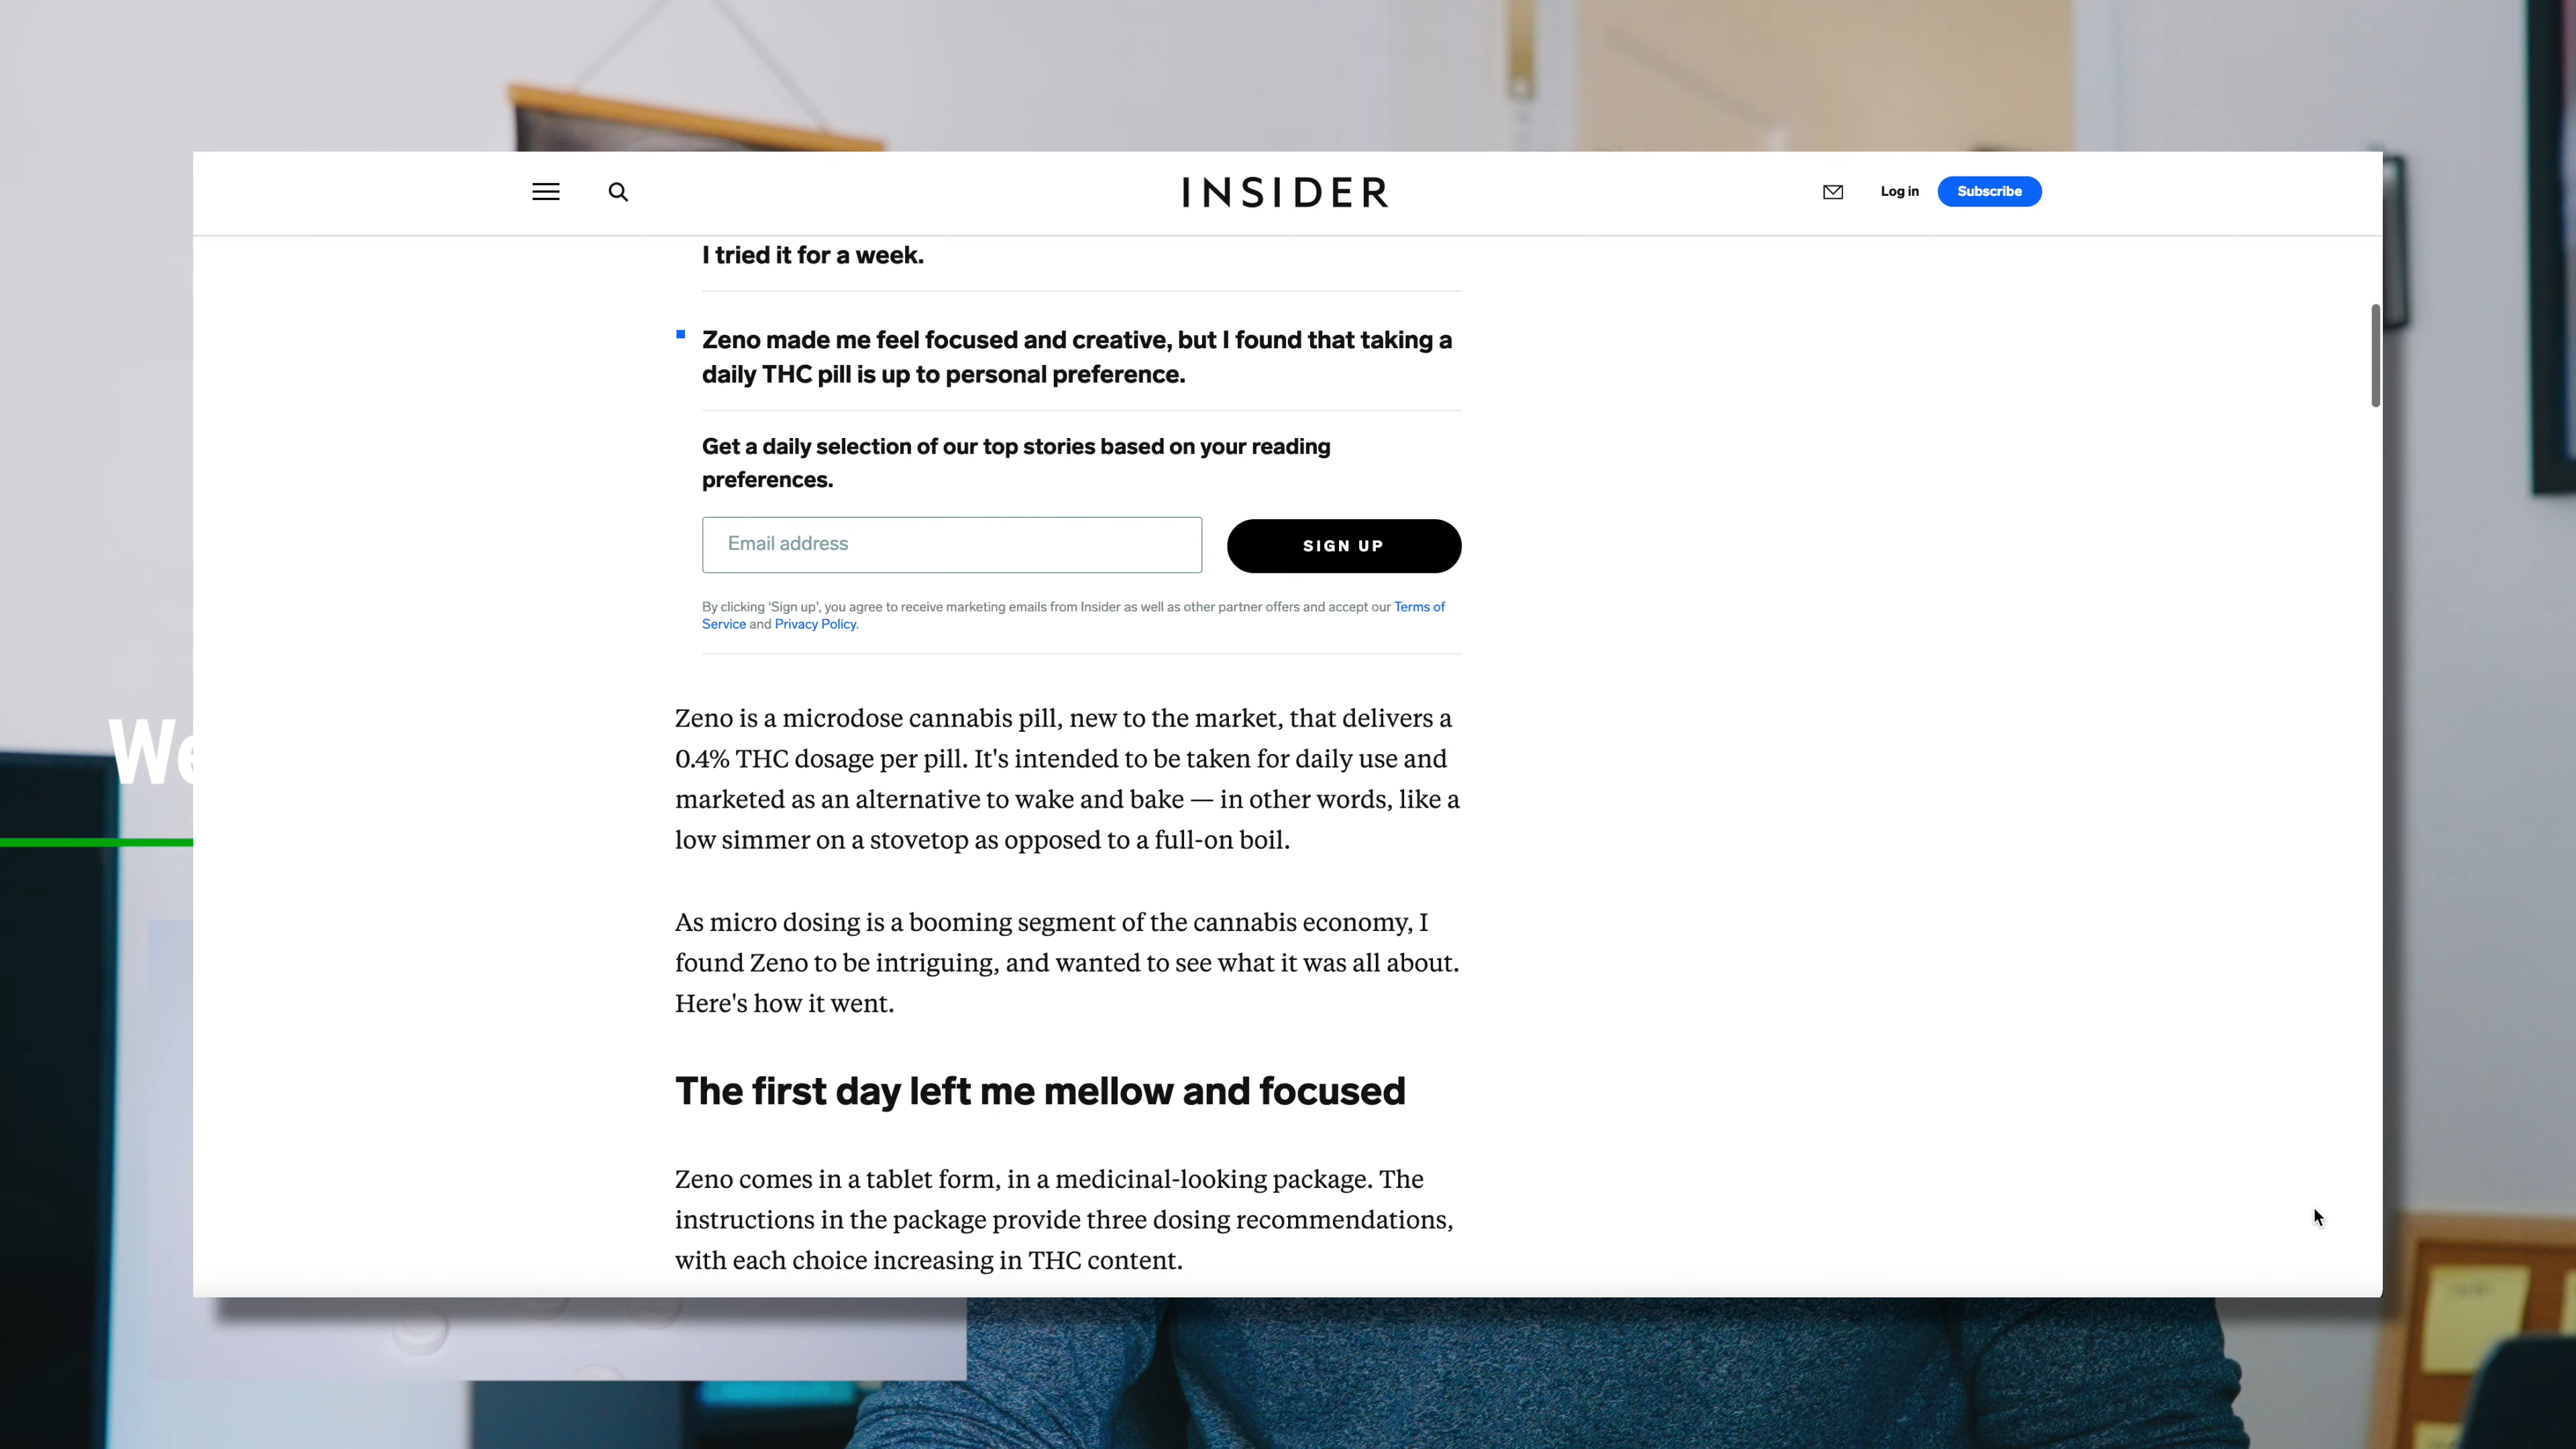 INSIDER
Log in
Subscribe
I tried it for a week.
Zeno made me feel focused and creative, but I found that taking a
daily THC pill is up to personal preference.
Get a daily selection of our top stories based on your reading
preferences.
Email address
SIGN UP
By clicking ‘Sign up’, you agree to receive marketing emails from Insider as well as other partner offers and accept our Terms of
Service and Privacy Policy.
Zeno is a microdose cannabis pill, new to the market, that delivers a
0.4% THC dosage per pill. It's intended to be taken for daily use and
marketed as an alternative to wake and bake — in other words, like a
low simmer on a stovetop as opposed to a full-on boil.
As micro dosing is a booming segment of the cannabis economy, I
found Zeno to be intriguing, and wanted to see what it was all about.
Here's how it went.
The first day left me mellow and focused
Zeno comes in a tablet form, in a medicinal-looking package. The
instructions in the package provide three dosing recommendations,
with each choice increasing in THC content.